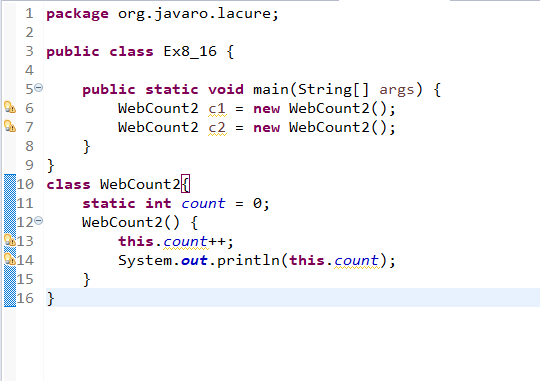 1 package org.javaro.lacure;
2
3 public class Ex8_16 {
4
5 public static void main(String[] args) {
6 WebCount2 c1 = new WebCount2();
7 WebCount2 c2 = new WebCount2();
8 }
9 }
10 class WebCount2{
11 static int count = 0;
12 WebCount2() {
13 this.count++;
14 System.out.println(this.count);
15 }
16 }